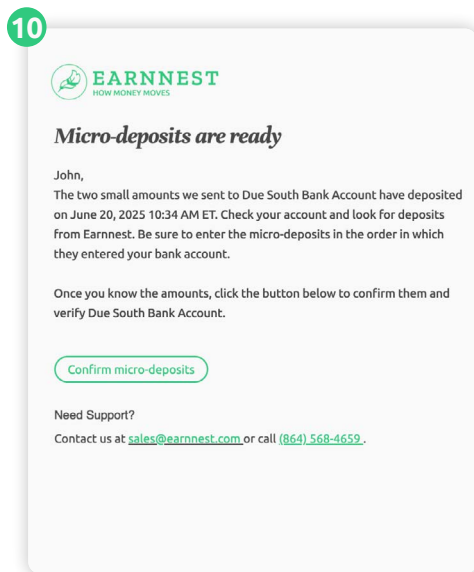 10
EARNNEST
HOW MONEY MOVES
Micro-deposits are ready
John,
The two small amounts we sent to Due South Bank Account have deposited
on June 20, 2025 10:34 AM ET. Check your account and look for deposits
from Earnnest. Be sure to enter the micro-deposits in the order in which
they entered your bank account.
Once you know the amounts, click the button below to confirm them and
verify Due South Bank Account.
Confirm micro-deposits
Need Support?
Contact us at sales@earnnest.com or call (864) 568-4659 .